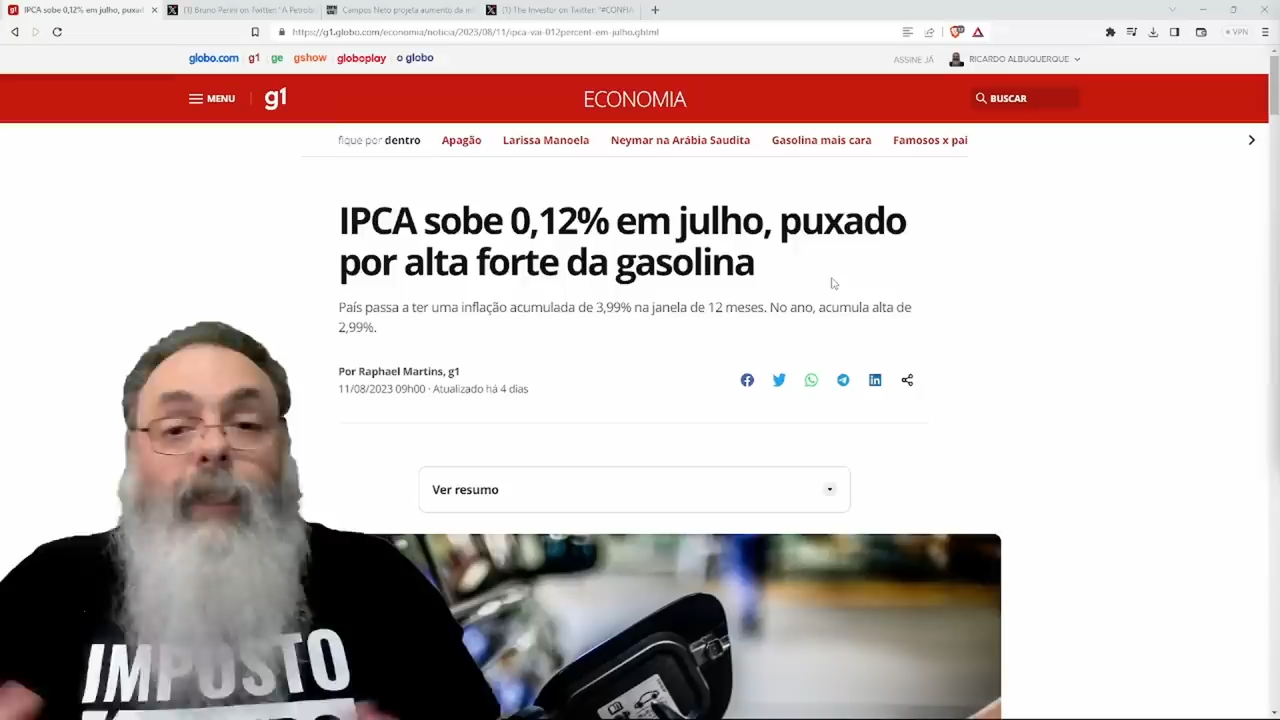 IPCA sobe 0,12% em julho, puxad
(1) Bruno Perini on Twitter: "A Petrob
Campos Neto projeta aumento da in
(1) The Investor on Twitter: "#CONFIA
https://g1.globo.com/economia/noticia/2023/08/11/ipca-vai-012percent-em-julho.ghtml
VPN
globo.com g1 ge gshow globoplay o globo
ASSINE JÁ
RICARDO ALBUQUERQUE
MENU
g1
ECONOMIA
BUSCAR
fique por dentro
Apagão
Larissa Manoela
Neymar na Arábia Saudita
Gasolina mais cara
Famosos x pai
IPCA sobe 0,12% em julho, puxado
por alta forte da gasolina
País passa a ter uma inflação acumulada de 3,99% na janela de 12 meses. No ano, acumula alta de
2,99%.
Por Raphael Martins, g1
11/08/2023 09h00 · Atualizado há 4 dias
Ver resumo
IMPOSTO